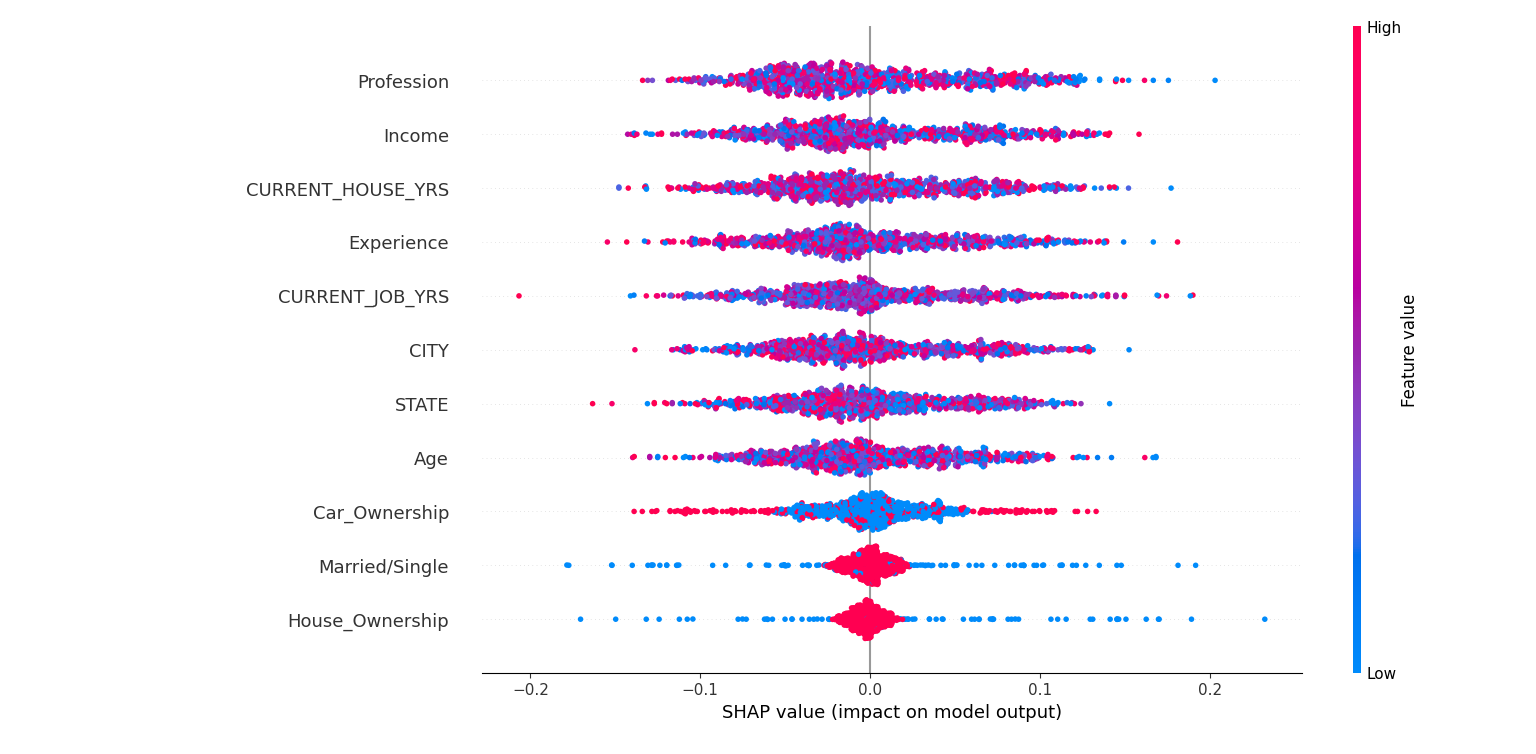 High
Profession
Income
CURRENT_HOUSE_YRS
Experience
CURRENT_JOB_YRS
CITY
STATE
Age
Car_Ownership
Married/Single
House_Ownership
Feature value
Low
−0.2 −0.1 0.0 0.1 0.2
SHAP value (impact on model output)